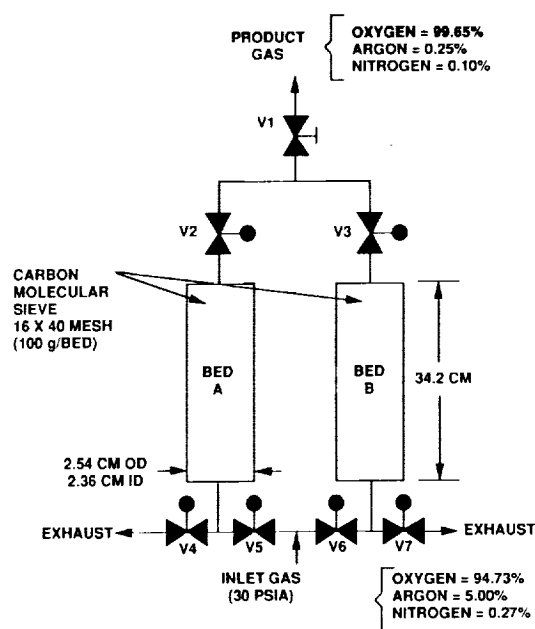 PRODUCT
GAS
OXYGEN = 99.65%
ARGON = 0.25%
NITROGEN = 0.10%
V1
V2
V3
CARBON
MOLECULAR
SIEVE
16 X 40 MESH
(100 g/BED)
BED
A
BED
B
34.2 CM
2.54 CM OD
2.36 CM ID
EXHAUST
V4
V5
V6
V7
EXHAUST
INLET GAS
(30 PSIA)
OXYGEN = 94.73%
ARGON = 5.00%
NITROGEN = 0.27%